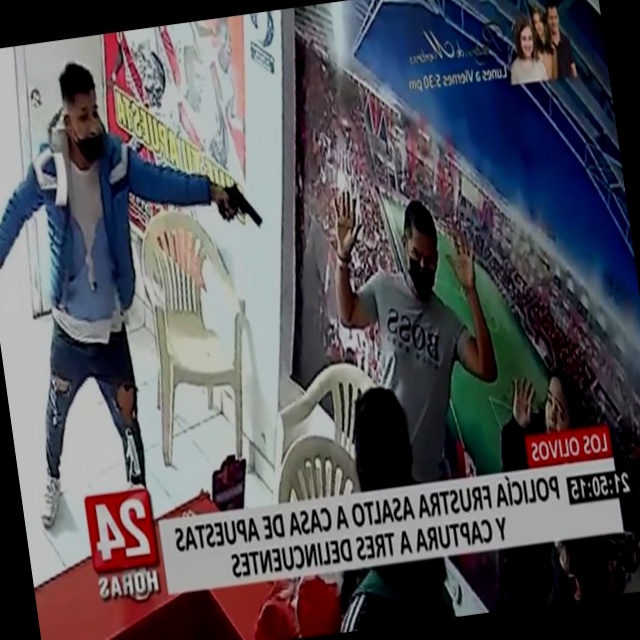 Lunes a Viernes 5.30 pm
BOSS
LOS OLIVOS
21:50:15
POLICÍA FRUSTRA ASALTO A CASA DE APUESTAS
Y CAPTURA A TRES DELINCUENTES
24
HORAS